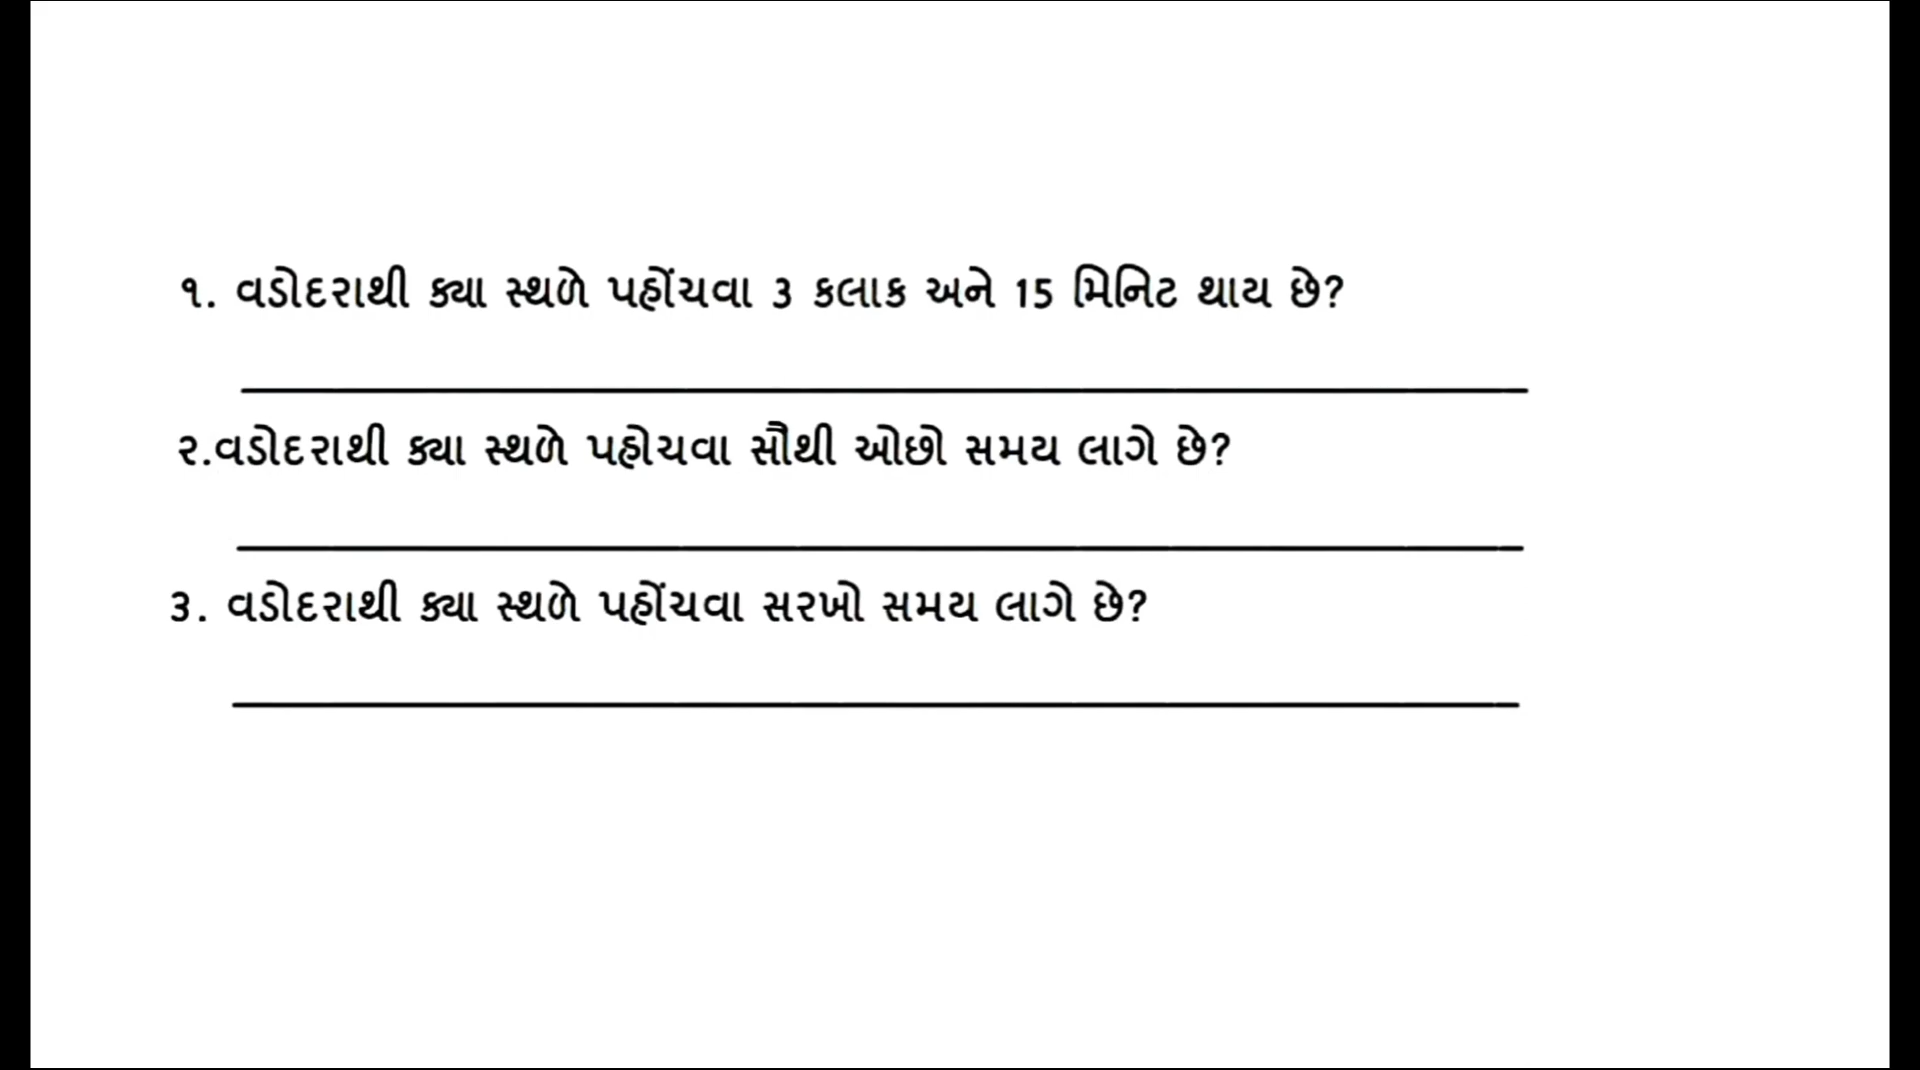 ૧. વડોદરાથી ક્યા સ્થળે પહોંચવા 3 કલાક અને 15 મિનિટ થાય છે?
૨.વડોદરાથી ક્યા સ્થળે પહોચવા સૌથી ઓછો સમય લાગે છે?
૩. વડોદરાથી ક્યા સ્થળે પહોંચવા સરખો સમય લાગે છે?